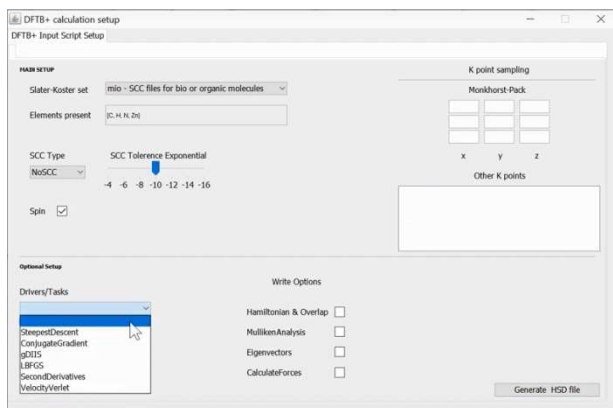 DFTB+ calculation setup
DFTB+ Input Script Setup
MAIN SETUP
Slater-Koster set
mio - SCC files for bio or organic molecules
Elements present
[C, H, N, Zn]
SCC Type
SCC Tolerence Exponential
NoSCC
-4 -6 -8 -10 -12 -14 -16
Spin
K point sampling
Monkhorst-Pack
x y z
Other K points
Optional Setup
Drivers/Tasks
SteepestDescent
ConjugateGradient
gDIIS
LBFGS
SecondDerivatives
VelocityVerlet
Write Options
Hamiltonian & Overlap
MullikenAnalysis
Eigenvectors
CalculateForces
Generate HSD file